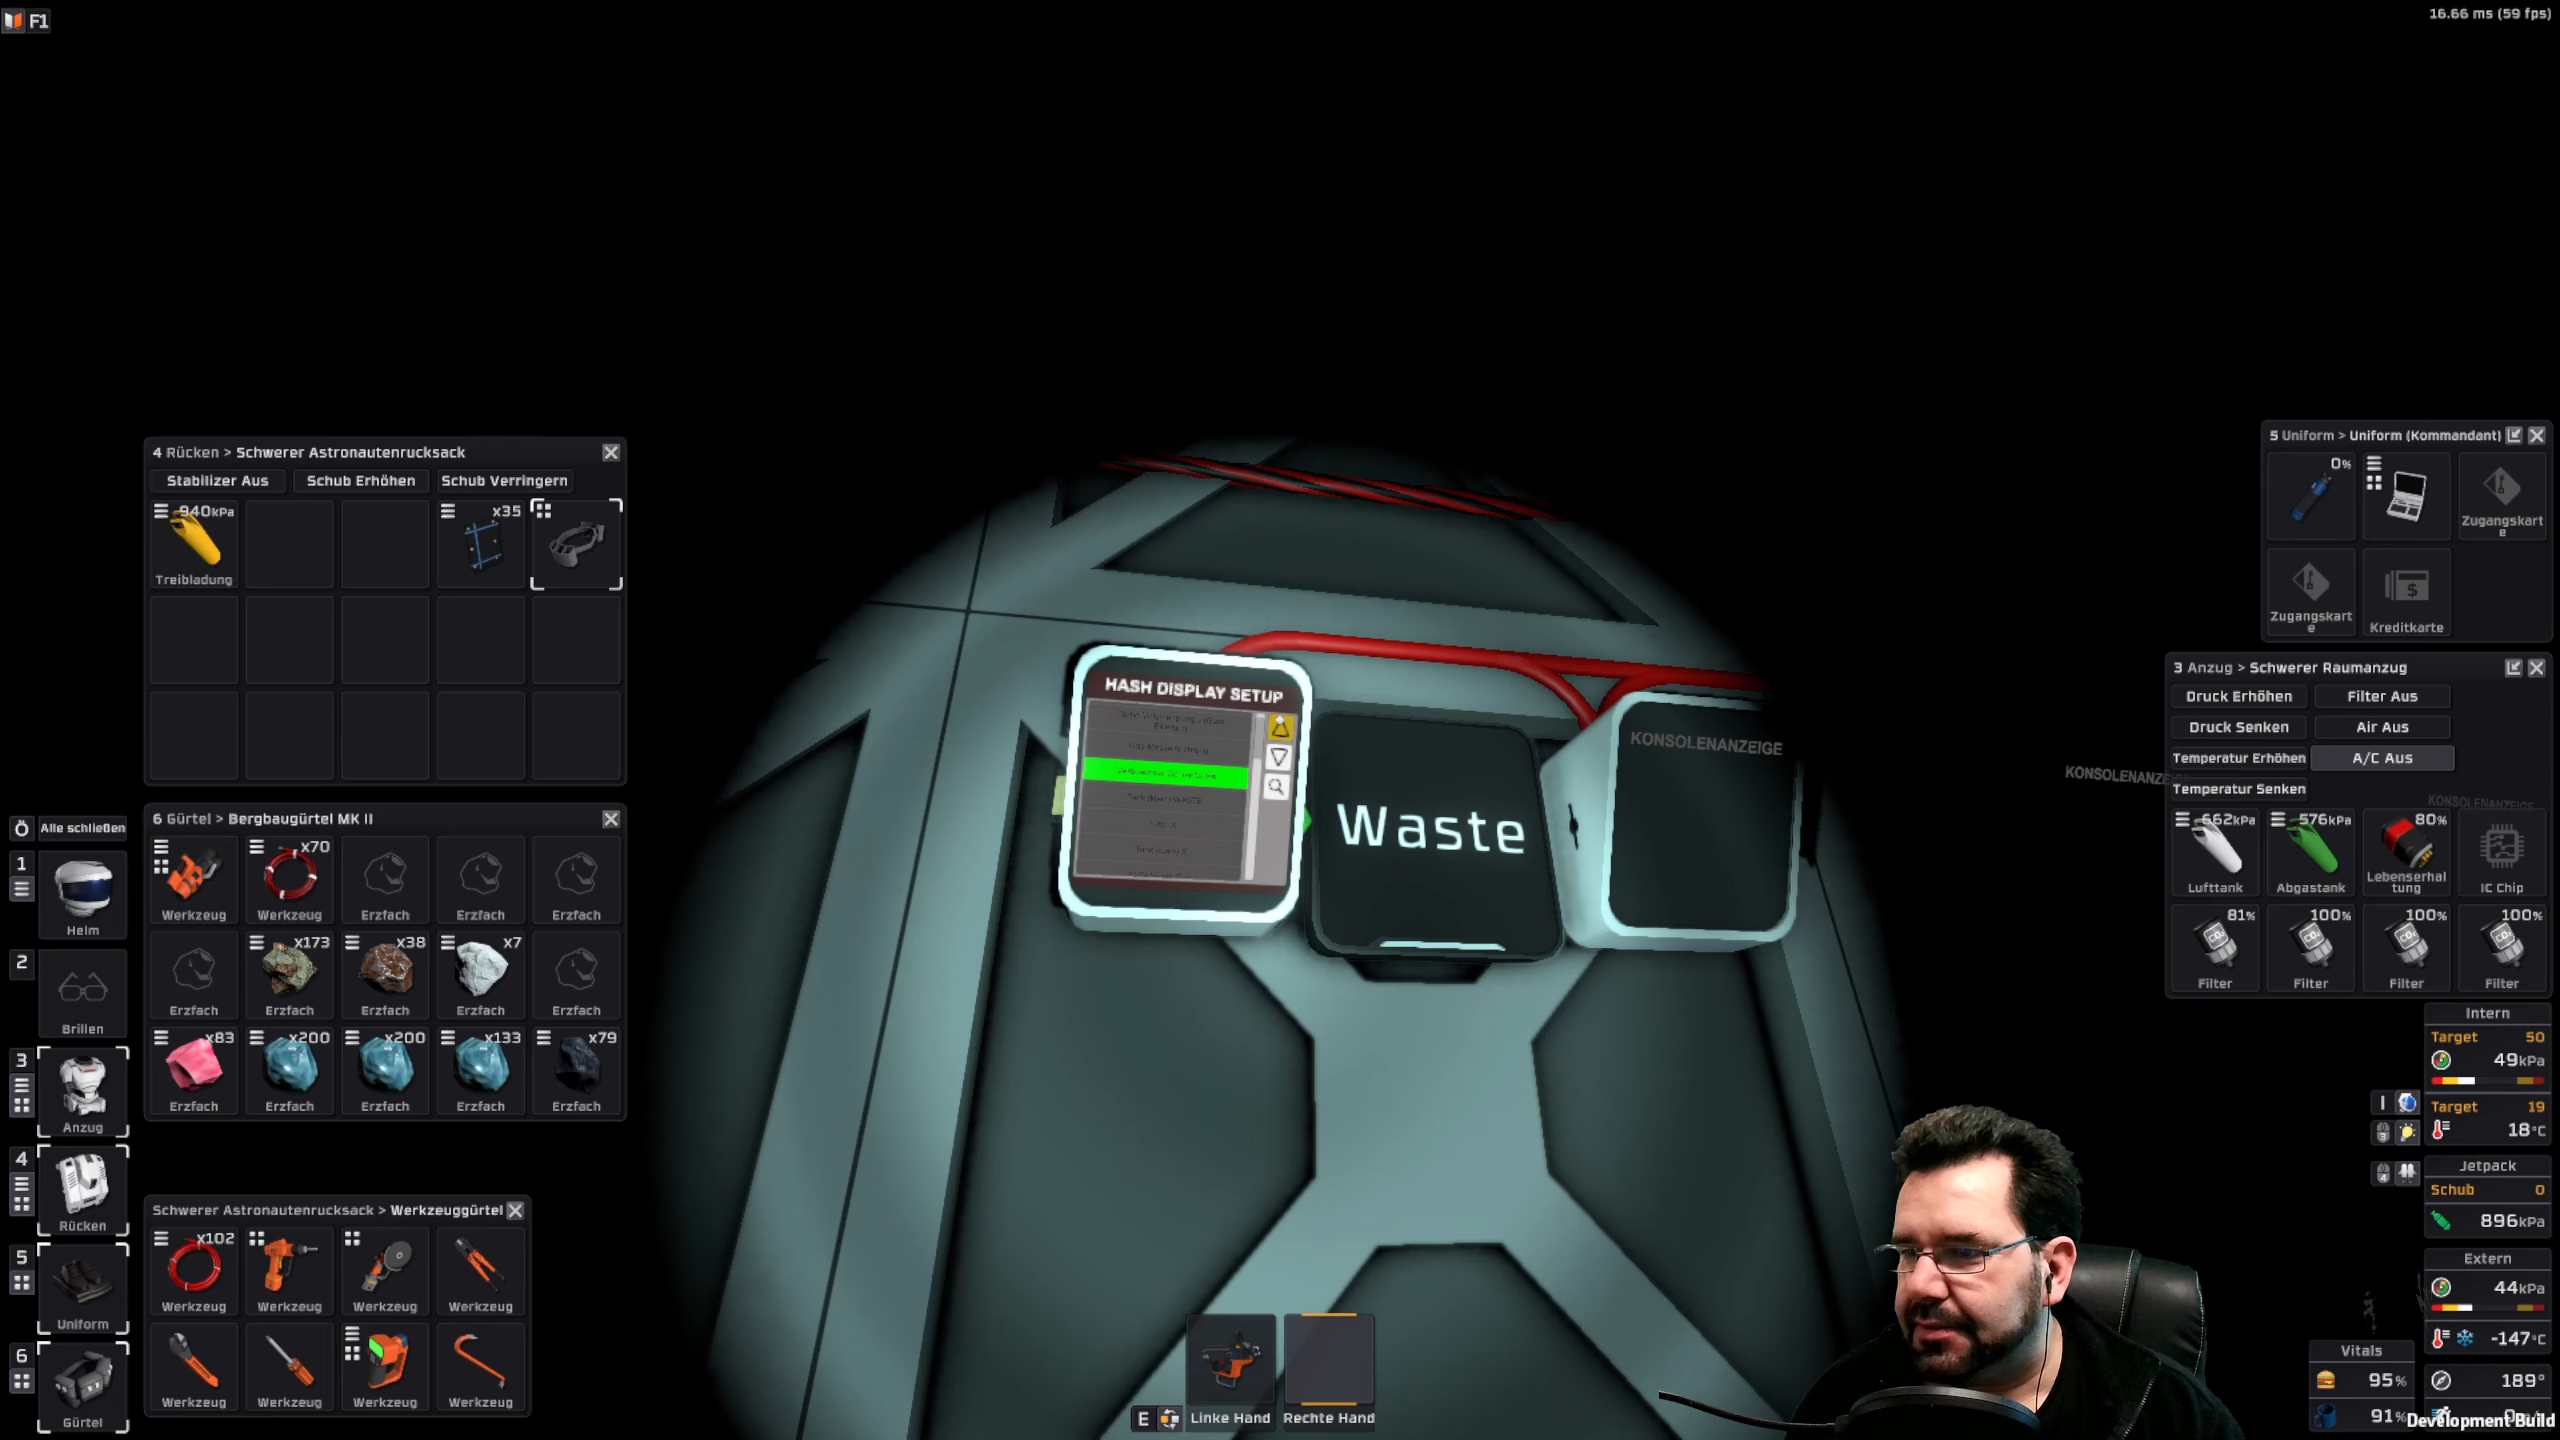 F1
16.66 ms (59 fps)
4 Rücken > Schwerer Astronautenrucksack
Stabilizer Aus
Schub Erhöhen
Schub Verringern
940kPa
Treibladung
x35
6 Gürtel > Bergbaugürtel MK II
Werkzeug
x70
Werkzeug
Erzfach
Erzfach
Erzfach
Erzfach
x173
Erzfach
x38
Erzfach
x7
Erzfach
Erzfach
x83
Erzfach
x200
Erzfach
x200
Erzfach
x133
Erzfach
x79
Erzfach
Schwerer Astronautenrucksack > Werkzeuggürtel
x102
Werkzeug
Werkzeug
Werkzeug
Werkzeug
Werkzeug
Werkzeug
Werkzeug
Werkzeug
Ö
Alle schließen
1
Helm
2
Brillen
3
Anzug
4
Rücken
5
Uniform
6
Gürtel
HASH DISPLAY SETUP
Waste
KONSOLENANZEIGE
E
Linke Hand
Rechte Hand
5 Uniform > Uniform (Kommandant)
0%
Zugangskart
e
Zugangskart
e
Kreditkarte
3 Anzug > Schwerer Raumanzug
Druck Erhöhen
Filter Aus
Druck Senken
Air Aus
Temperatur Erhöhen
A/C Aus
Temperatur Senken
KONSOLENANZEIGE
662kPa
Lufttank
576kPa
Abgastank
80%
Lebenserhal
tung
IC Chip
81%
Filter
100%
Filter
100%
Filter
100%
Filter
Intern
Target 50
49kPa
Target 19
18°C
Jetpack
Schub 0
896kPa
Extern
44kPa
-147°C
189°
Vitals
95%
91%
Development Build